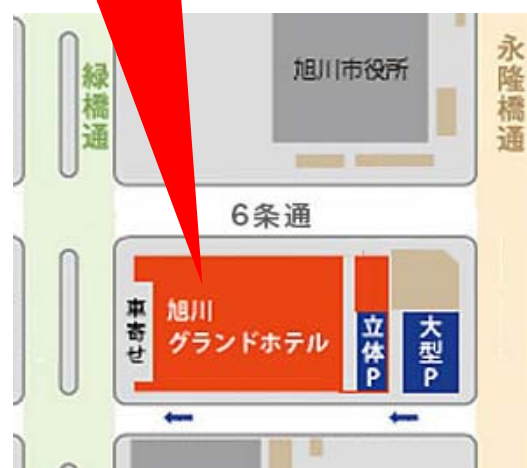 旭川市役所
緑橋通
永隆橋通
6条通
車寄せ
旭川
グランドホテル
立体P
大型P